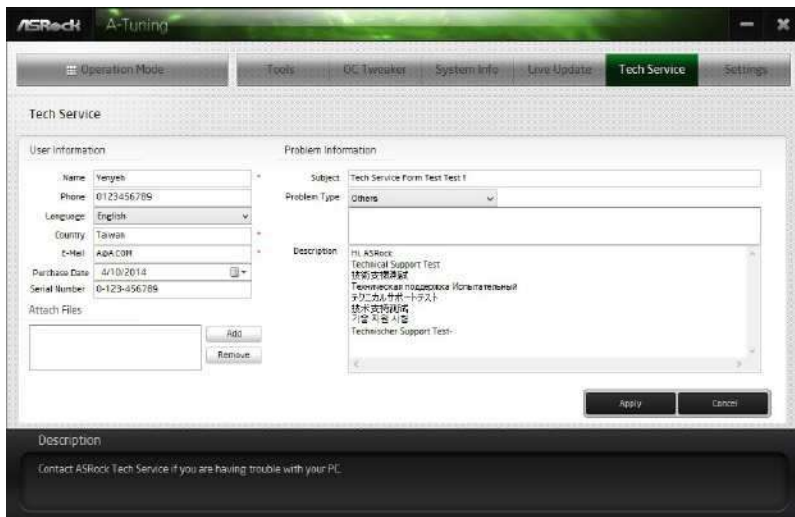 ASRock A-Tuning
Operation Mode Tools OC Tweaker System Info Live Update Tech Service Settings
Tech Service
User Information Problem Information
Name Yenyeh * Subject Tech Service Form Test Test !
Phone 0123456789 Problem Type Others
Language English
Country Taiwan *
E-Mail A@A.COM * Description Hi, ASRock
Purchase Date 4/10/2014 Technical Support Test
技術支援測試
Serial Number 0-123-456789 Техническая поддержка Испытательный
テクニカルサポートテスト
Attach Files 技术支持测试
기술 지원 시험
Technischer Support Test-
Add
Remove
Apply Cancel
Description
Contact ASRock Tech Service if you are having trouble with your PC.